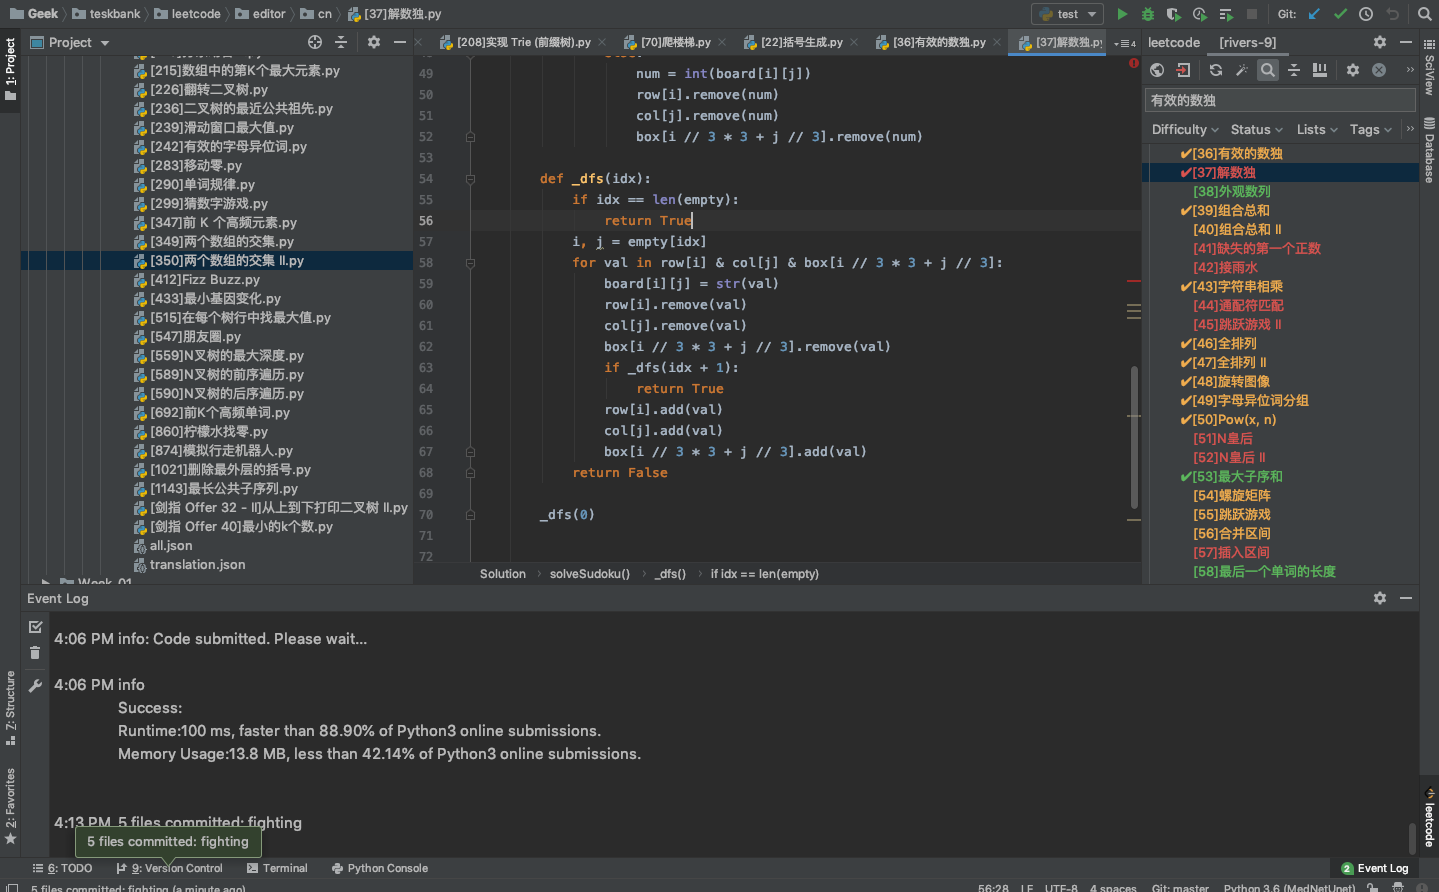 Geek
teskbank
leetcode
editor
cn
[37]解数独.py
test
Git:
1: Project
Project
[208]实现 Trie (前缀树).py
[70]爬楼梯.py
[22]括号生成.py
[36]有效的数独.py
[37]解数独.py
4
leetcode
[rivers-9]
[215]数组中的第K个最大元素.py
[226]翻转二叉树.py
[236]二叉树的最近公共祖先.py
[239]滑动窗口最大值.py
[242]有效的字母异位词.py
[283]移动零.py
[290]单词规律.py
[299]猜数字游戏.py
[347]前 K 个高频元素.py
[349]两个数组的交集.py
[350]两个数组的交集 II.py
[412]Fizz Buzz.py
[433]最小基因变化.py
[515]在每个树行中找最大值.py
[547]朋友圈.py
[559]N叉树的最大深度.py
[589]N叉树的前序遍历.py
[590]N叉树的后序遍历.py
[692]前K个高频单词.py
[860]柠檬水找零.py
[874]模拟行走机器人.py
[1021]删除最外层的括号.py
[1143]最长公共子序列.py
[剑指 Offer 32 - II]从上到下打印二叉树 II.py
[剑指 Offer 40]最小的k个数.py
all.json
translation.json
Week_01
49 num = int(board[i][j])
50 row[i].remove(num)
51 col[j].remove(num)
52 box[i // 3 * 3 + j // 3].remove(num)
53
54 def _dfs(idx):
55 if idx == len(empty):
56 return True
57 i, j = empty[idx]
58 for val in row[i] & col[j] & box[i // 3 * 3 + j // 3]:
59 board[i][j] = str(val)
60 row[i].remove(val)
61 col[j].remove(val)
62 box[i // 3 * 3 + j // 3].remove(val)
63 if _dfs(idx + 1):
64 return True
65 row[i].add(val)
66 col[j].add(val)
67 box[i // 3 * 3 + j // 3].add(val)
68 return False
69
70 _dfs(0)
71
72
Solution
solveSudoku()
_dfs()
if idx == len(empty)
有效的数独
Difficulty
Status
Lists
Tags
✔[36]有效的数独
✔[37]解数独
[38]外观数列
✔[39]组合总和
[40]组合总和 II
[41]缺失的第一个正数
[42]接雨水
✔[43]字符串相乘
[44]通配符匹配
[45]跳跃游戏 II
✔[46]全排列
✔[47]全排列 II
✔[48]旋转图像
✔[49]字母异位词分组
✔[50]Pow(x, n)
[51]N皇后
[52]N皇后 II
✔[53]最大子序和
[54]螺旋矩阵
[55]跳跃游戏
[56]合并区间
[57]插入区间
[58]最后一个单词的长度
SciView
Database
leetcode
Event Log
4:06 PM info: Code submitted. Please wait...
4:06 PM info
Success:
Runtime:100 ms, faster than 88.90% of Python3 online submissions.
Memory Usage:13.8 MB, less than 42.14% of Python3 online submissions.
4:13 PM 5 files committed: fighting
5 files committed: fighting
Z: Structure
2: Favorites
6: TODO
9: Version Control
Terminal
Python Console
2 Event Log
5 files committed: fighting (a minute ago)
56:28
LF
UTF-8
4 spaces
Git: master
Python 3.6 (MedNetUnet)